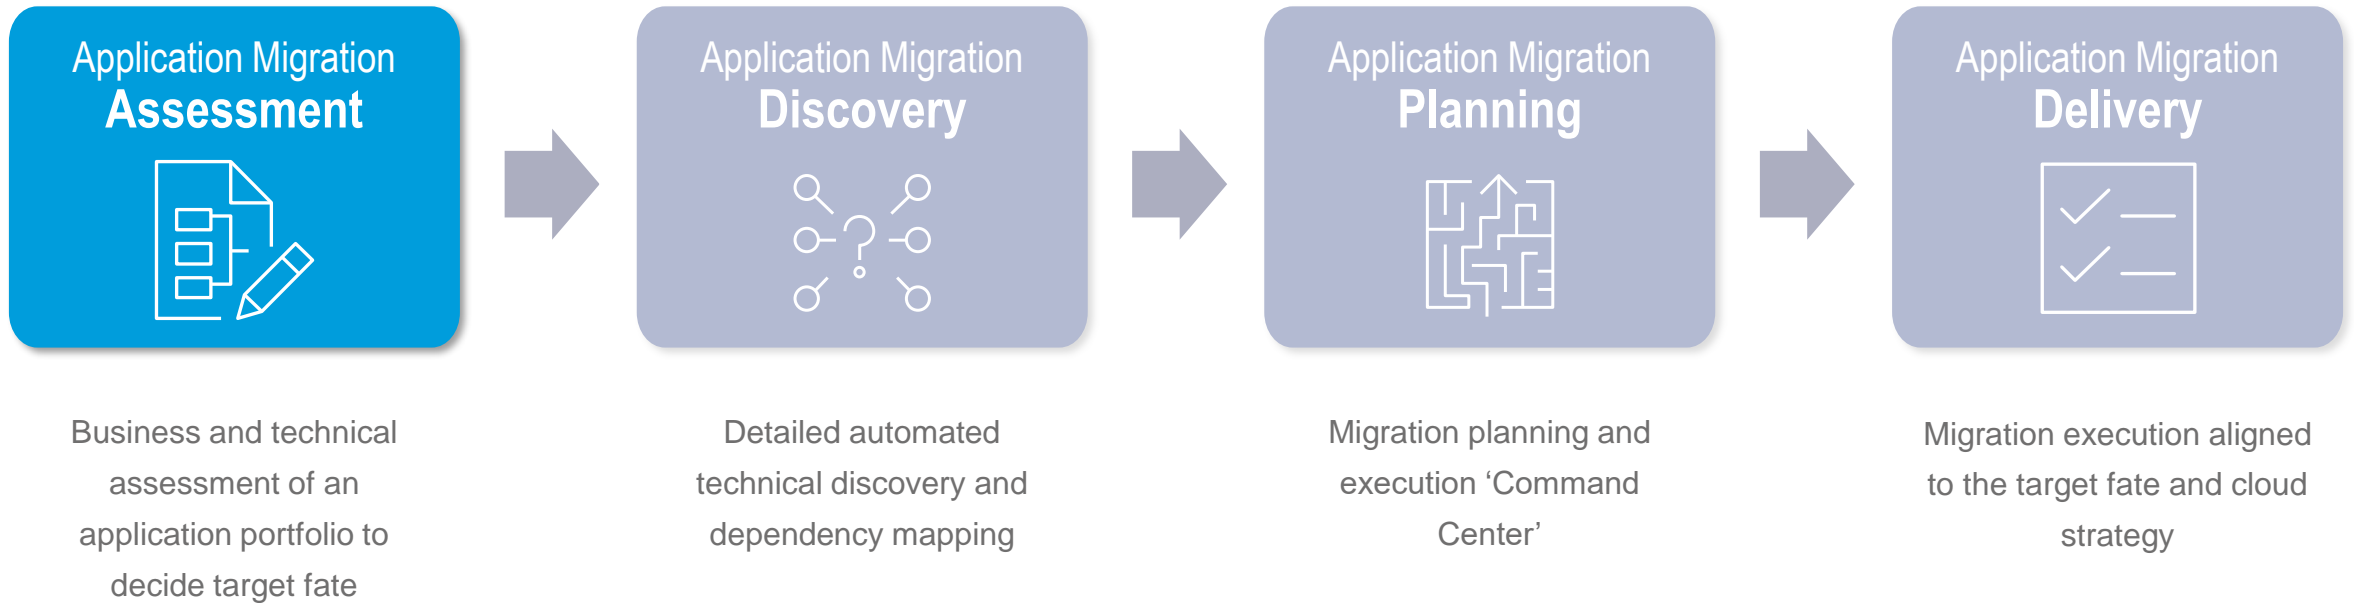 Application Migration
Assessment
Business and technical
assessment of an
application portfolio to
decide target fate
Application Migration
Discovery
Detailed automated
technical discovery and
dependency mapping
Application Migration
Planning
Migration planning and
execution ‘Command
Center’
Application Migration
Delivery
Migration execution aligned
to the target fate and cloud
strategy